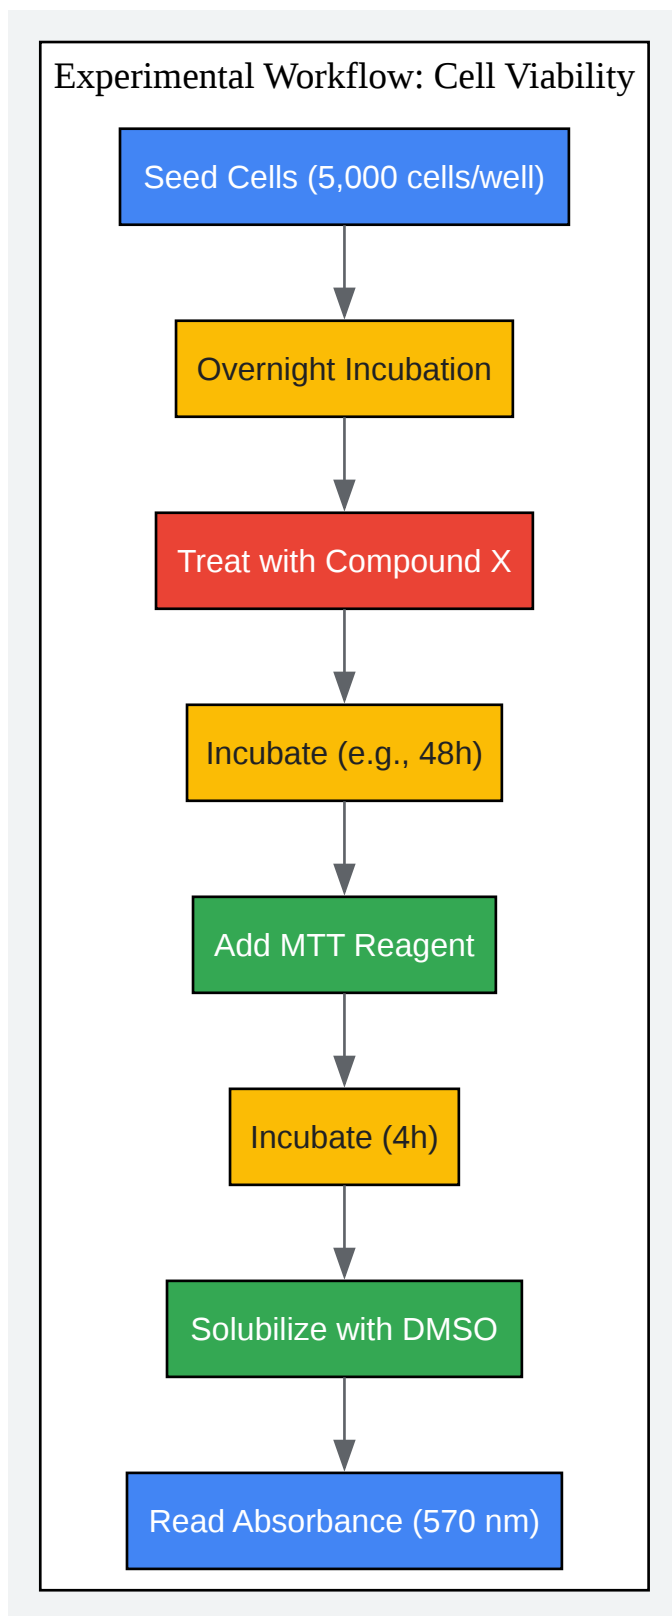 Experimental Workflow: Cell Viability
Seed Cells (5,000 cells/well)
Overnight Incubation
Treat with Compound X
Incubate (e.g., 48h)
Add MTT Reagent
Incubate (4h)
Solubilize with DMSO
Read Absorbance (570 nm)